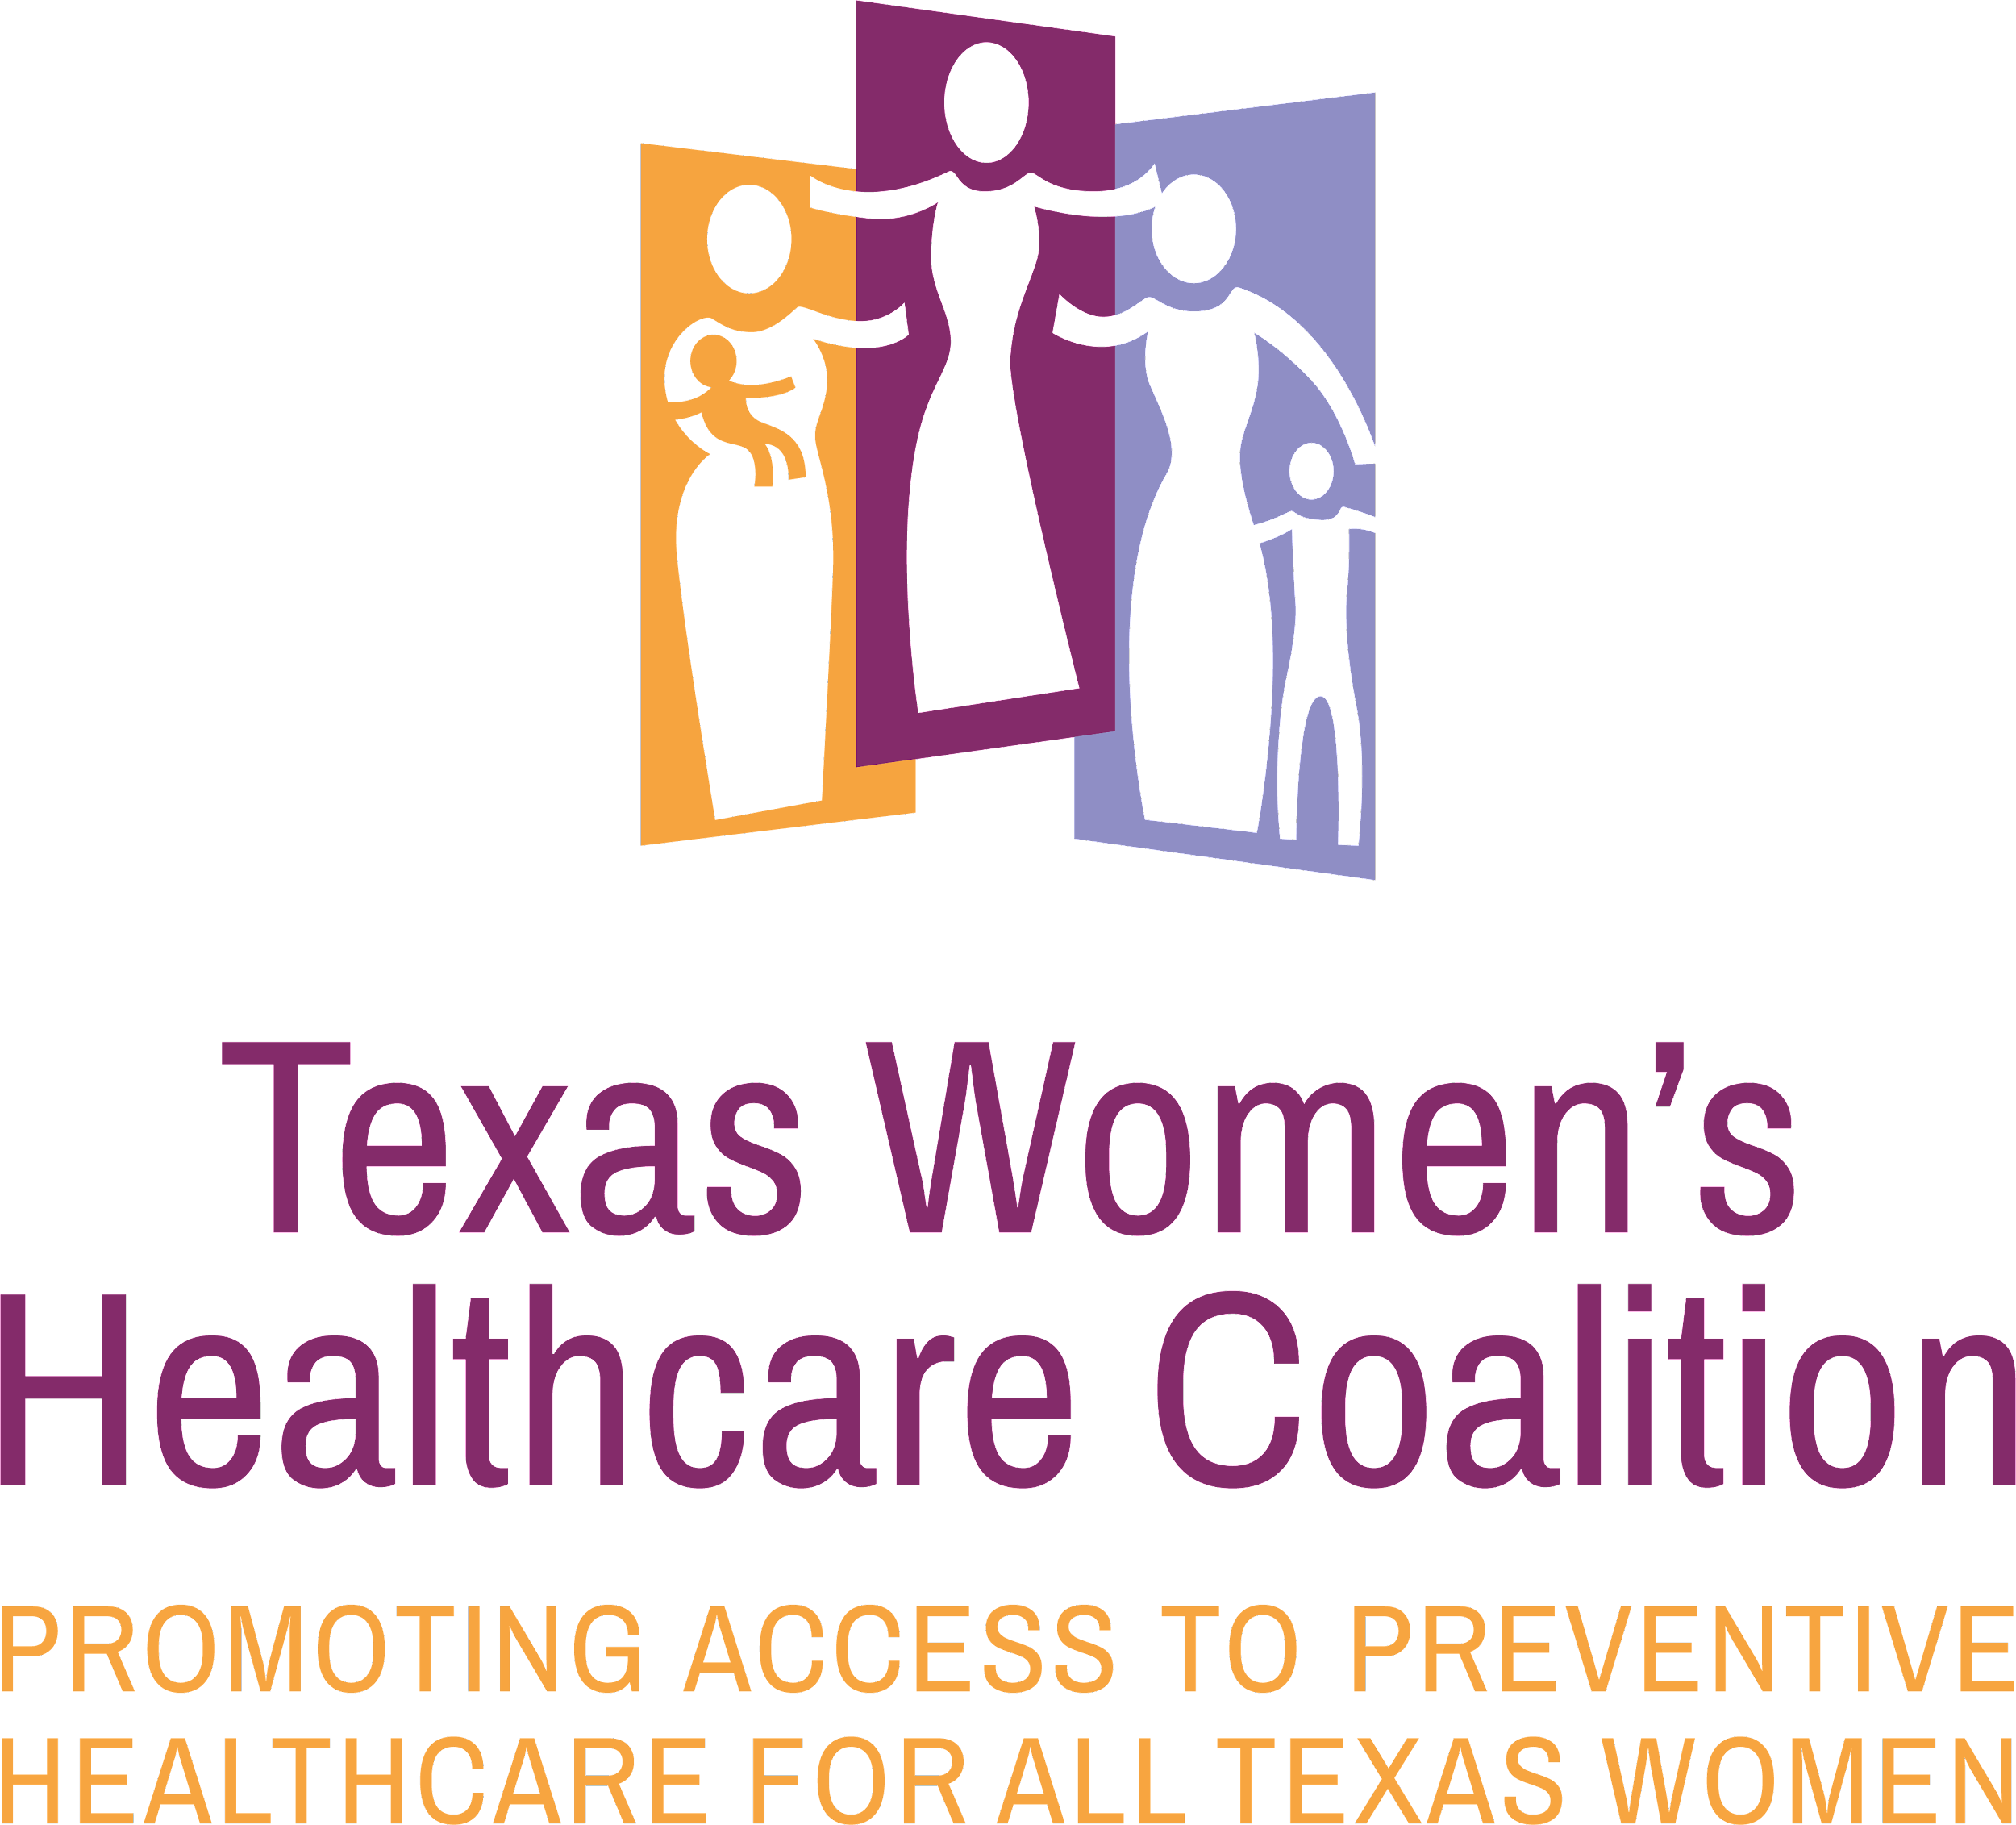 Texas Women’s
Healthcare Coalition
PROMOTING ACCESS TO PREVENTIVE
HEALTHCARE FOR ALL TEXAS WOMEN